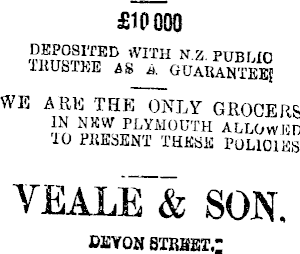 £10 000
DEPOSITED WITH N.Z. PUBLIC
TRUSTEE AS A GUARANTEE!
WE ARE THE ONLY GROCERS
IN NEW PLYMOUTH ALLOWED
TO PRESENT THESE POLICIES
VEALE & SON.
DEVON STREET.